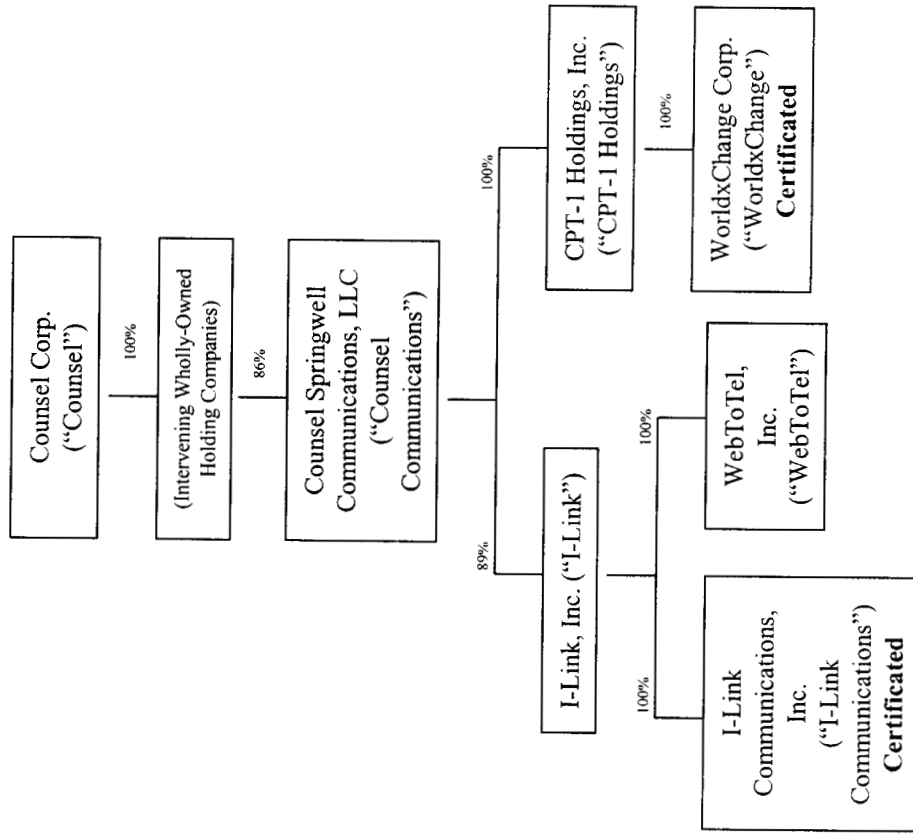 Counsel Corp.
(“Counsel”)
100%
(Intervening Wholly-Owned
Holding Companies)
86%
Counsel Springwell
Communications, LLC
(“Counsel
Communications”)
89%
100%
I-Link, Inc. (“I-Link”)
CPT-1 Holdings, Inc.
(“CPT-1 Holdings”)
100%
100%
100%
I-Link
Communications,
Inc.
(“I-Link
Communications”)
Certificated
WebToTel,
Inc.
(“WebToTel”)
WorldxChange Corp.
(“WorldxChange”)
Certificated